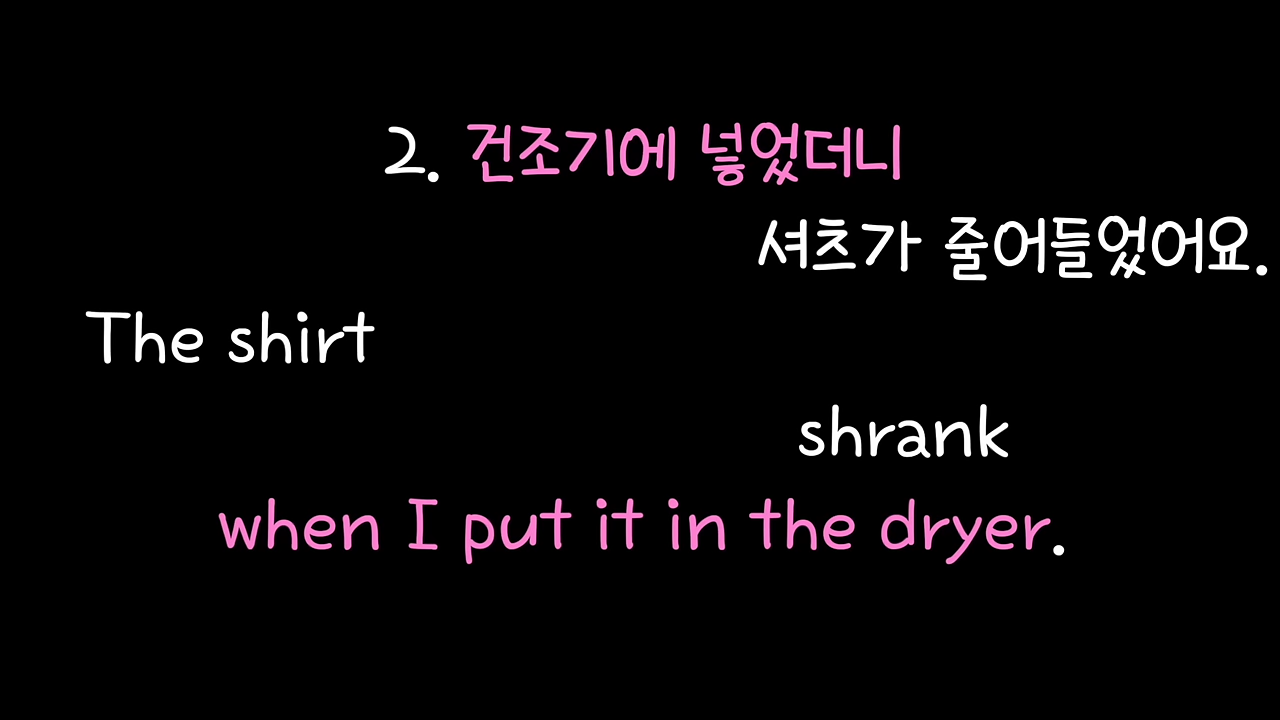 2. 건조기에 넣었더니
셔츠가 줄어들었어요.
The shirt
shrank
when I put it in the dryer.